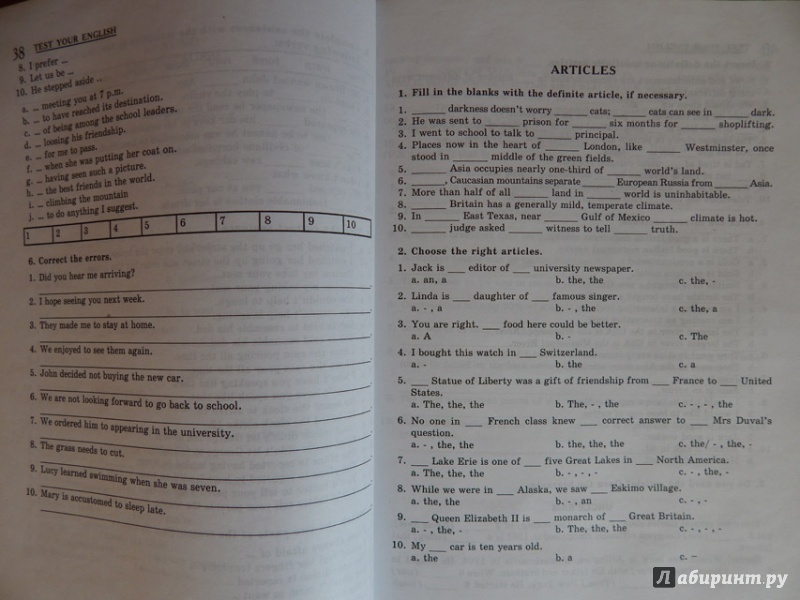 38 TEST YOUR ENGLISH
8. I prefer ...
9. Let us be ...
10. He stepped aside ...
a. ... meeting you at 7 p.m.
b. ... to have reached its destination.
c. ... of being among the school leaders.
d. ... loosing his friendship.
e. ... for me to pass.
f. ... when she was putting her coat on.
g. ... having seen such a picture.
h. ... the best friends in the world.
i. ... climbing the mountain
j. ... to do anything I suggest.
1 2 3 4 5 6 7 8 9 10
6. Correct the errors.
1. Did you hear me arriving?
2. I hope seeing you next week.
3. They made me to stay at home.
4. We enjoyed to see them again.
5. John decided not buying the new car.
6. We are not looking forward to go back to school.
7. We ordered him to appearing in the university.
8. The grass needs to cut.
9. Lucy learned swimming when she was seven.
10. Mary is accustomed to sleep late.
ARTICLES
1. Fill in the blanks with the definite article, if necessary.
1. ______ darkness doesn't worry ______ cats; ______ cats can see in ______ dark.
2. He was sent to ______ prison for ______ six months for ______ shoplifting.
3. I went to school to talk to ______ principal.
4. Places now in the heart of ______ London, like ______ Westminster, once
stood in ______ middle of the green fields.
5. ______ Asia occupies nearly one-third of ______ world's land.
6. ______, Caucasian mountains separate ______ European Russia from ______ Asia.
7. More than half of all ______ land in ______ world is uninhabitable.
8. ______ Britain has a generally mild, temperate climate.
9. In ______ East Texas, near ______ Gulf of Mexico ______ climate is hot.
10. ______ judge asked ______ witness to tell ______ truth.
2. Choose the right articles.
1. Jack is ___ editor of ___ university newspaper.
a. an, a b. the, the c. the, -
2. Linda is ___ daughter of ___ famous singer.
a. - , a b. - , the c. the, a
3. You are right. ___ food here could be better.
a. A b. - c. The
4. I bought this watch in ___ Switzerland.
a. - b. the c. a
5. ___ Statue of Liberty was a gift of friendship from ___ France to ___ United
States.
a. The, the, the b. The, - , the c. - , - , the
6. No one in ___ French class knew ___ correct answer to ___ Mrs Duval's
question.
a. - , the, the b. the, the, the c. the/ - , the, -
7. ___ Lake Erie is one of ___ five Great Lakes in ___ North America.
a. The, the, the b. - , - , - c. - , the, -
8. While we were in ___ Alaska, we saw ___ Eskimo village.
a. the, the b. - , an c. - , -
9. ___ Queen Elizabeth II is ___ monarch of ___ Great Britain.
a. - , the, - b. The, the, the c. - , - , -
10. My ___ car is ten years old.
a. the b. a c. –
Лабиринт.ру